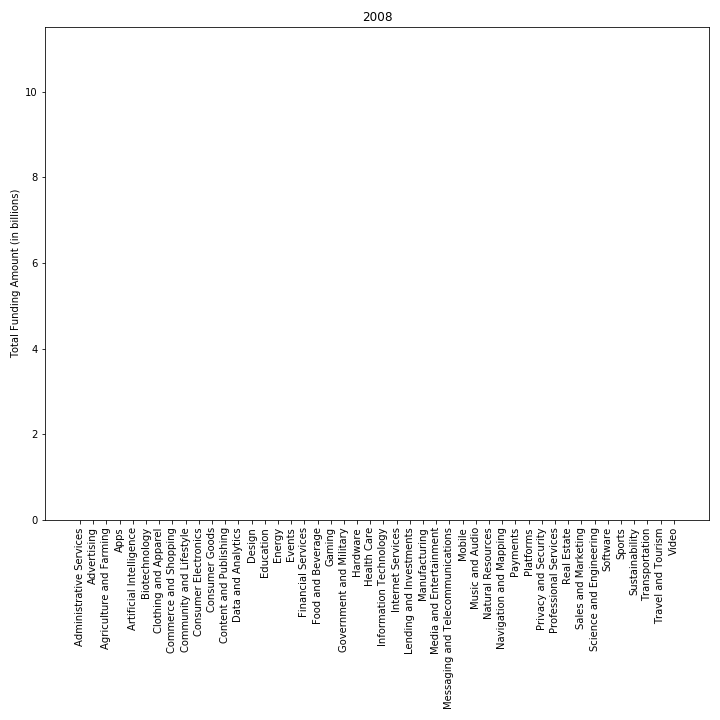 2008
Total Funding Amount (in billions)
10
8
6
4
2
0
Administrative Services
Advertising
Agriculture and Farming
Apps
Artificial Intelligence
Biotechnology
Clothing and Apparel
Commerce and Shopping
Community and Lifestyle
Consumer Electronics
Consumer Goods
Content and Publishing
Data and Analytics
Design
Education
Energy
Events
Financial Services
Food and Beverage
Gaming
Government and Military
Hardware
Health Care
Information Technology
Internet Services
Lending and Investments
Manufacturing
Media and Entertainment
Messaging and Telecommunications
Mobile
Music and Audio
Natural Resources
Navigation and Mapping
Payments
Platforms
Privacy and Security
Professional Services
Real Estate
Sales and Marketing
Science and Engineering
Software
Sports
Sustainability
Transportation
Travel and Tourism
Video